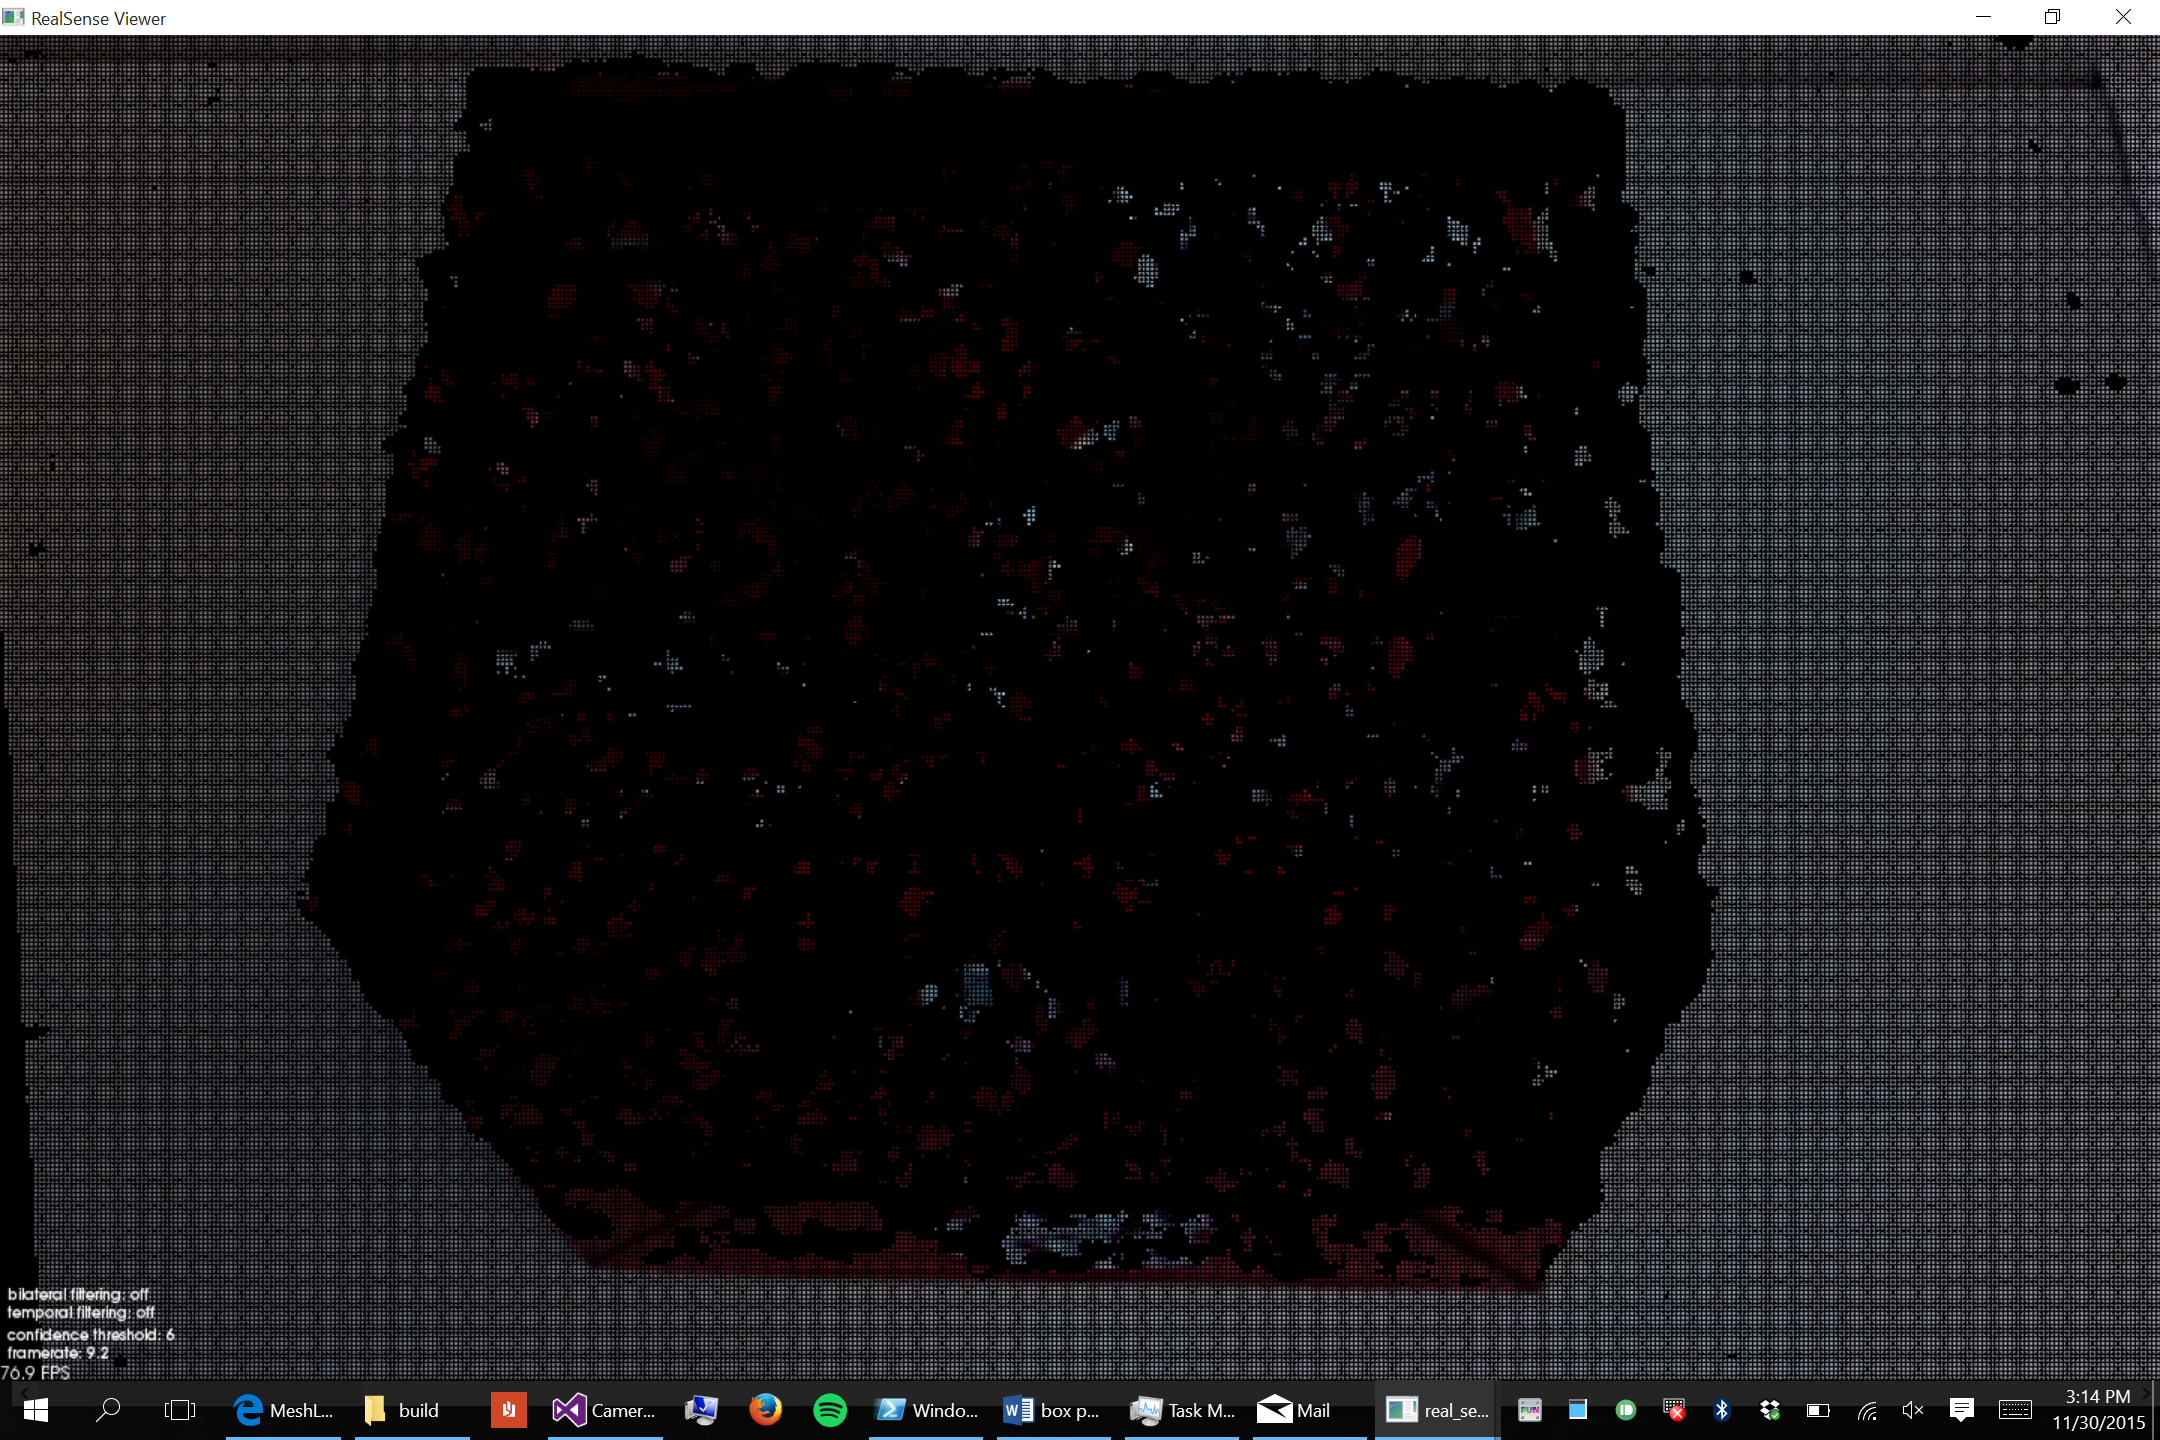 RealSense Viewer
bilateral filtering: off
temporal filtering: off
confidence threshold: 6
framerate: 9.2
76.9 FPS
MeshL...
build
Camer...
Windo...
box p...
Task M...
Mail
real_se...
FUN
3:14 PM
11/30/2015